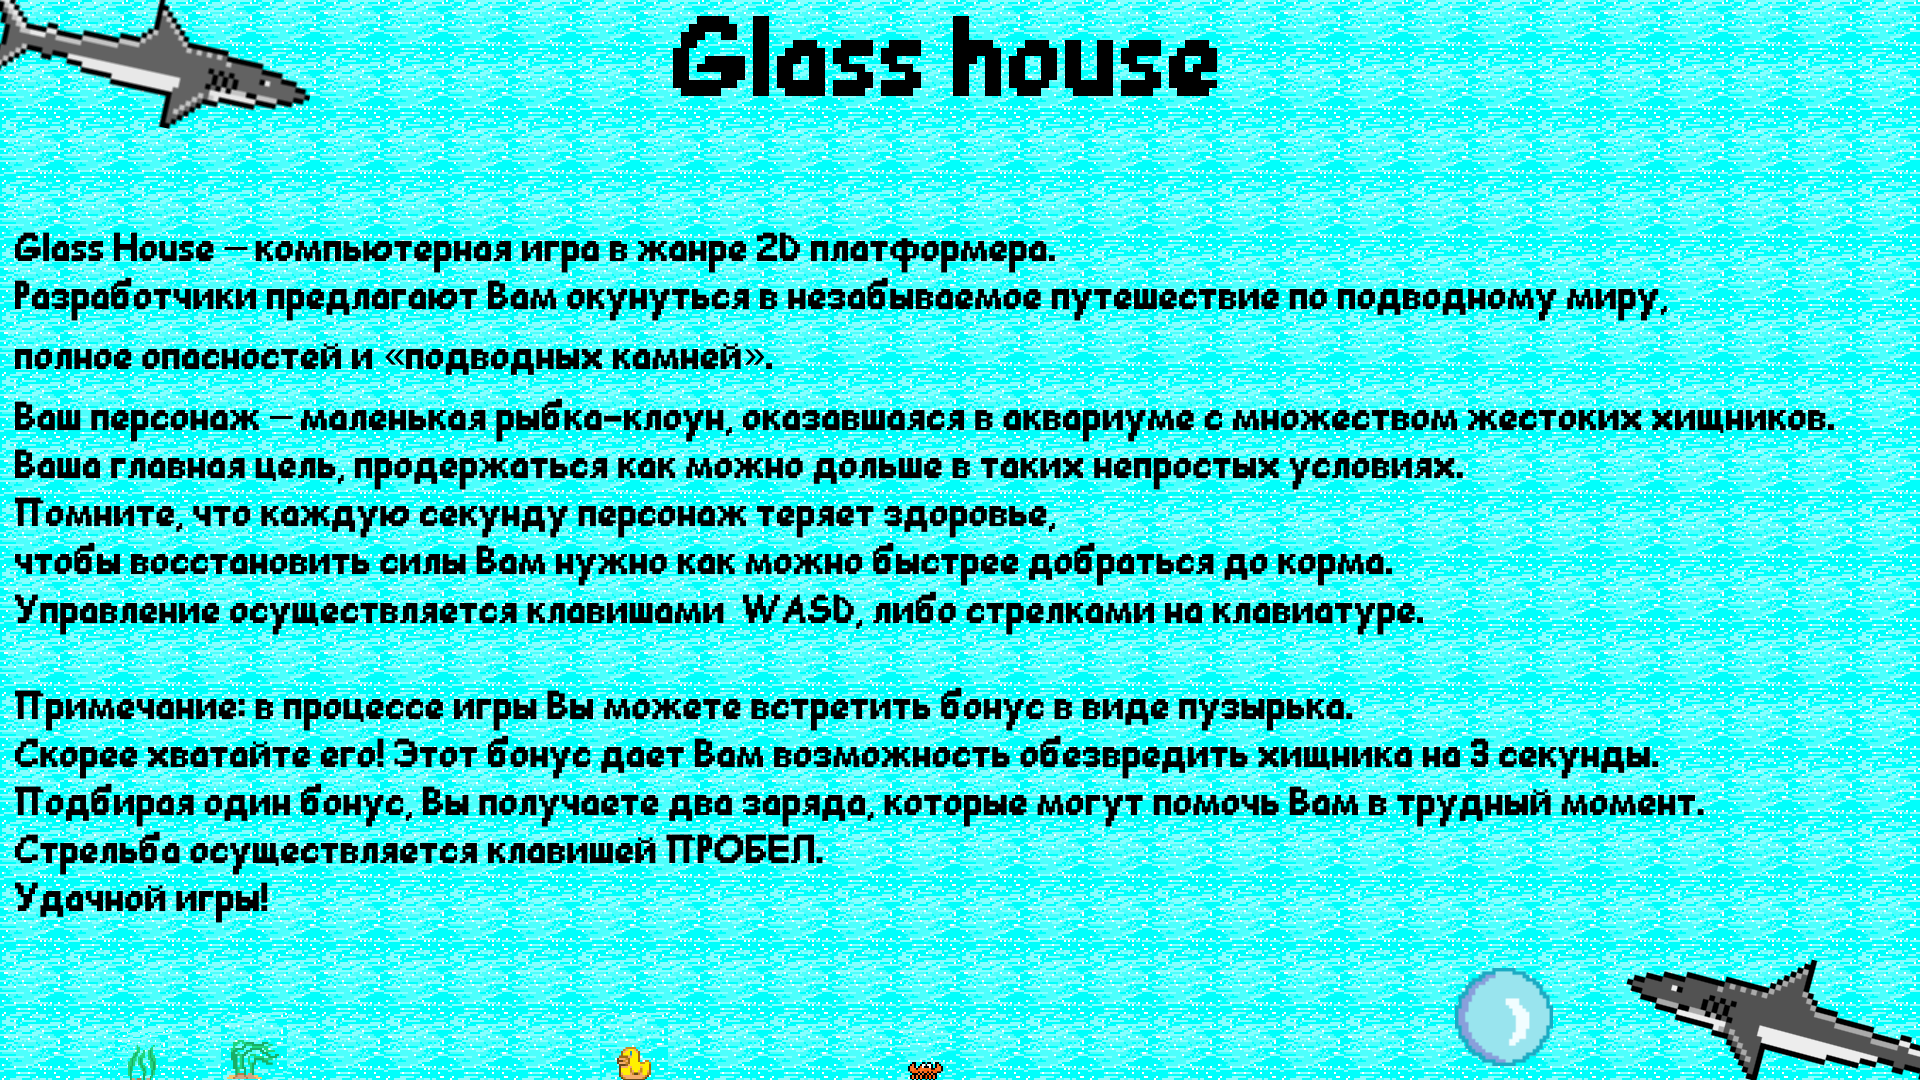 Glass house
Glass House – компьютерная игра в жанре 2D платформера.
Разработчики предлагают Вам окунуться в незабываемое путешествие по подводному миру,
полное опасностей и «подводных камней».
Ваш персонаж – маленькая рыбка-клоун, оказавшаяся в аквариуме с множеством жестоких хищников.
Ваша главная цель, продержаться как можно дольше в таких непростых условиях.
Помните, что каждую секунду персонаж теряет здоровье,
чтобы восстановить силы Вам нужно как можно быстрее добраться до корма.
Управление осуществляется клавишами WASD, либо стрелками на клавиатуре.
Примечание: в процессе игры Вы можете встретить бонус в виде пузырька.
Скорее хватайте его! Этот бонус дает Вам возможность обезвредить хищника на 3 секунды.
Подбирая один бонус, Вы получаете два заряда, которые могут помочь Вам в трудный момент.
Стрельба осуществляется клавишей ПРОБЕЛ.
Удачной игры!